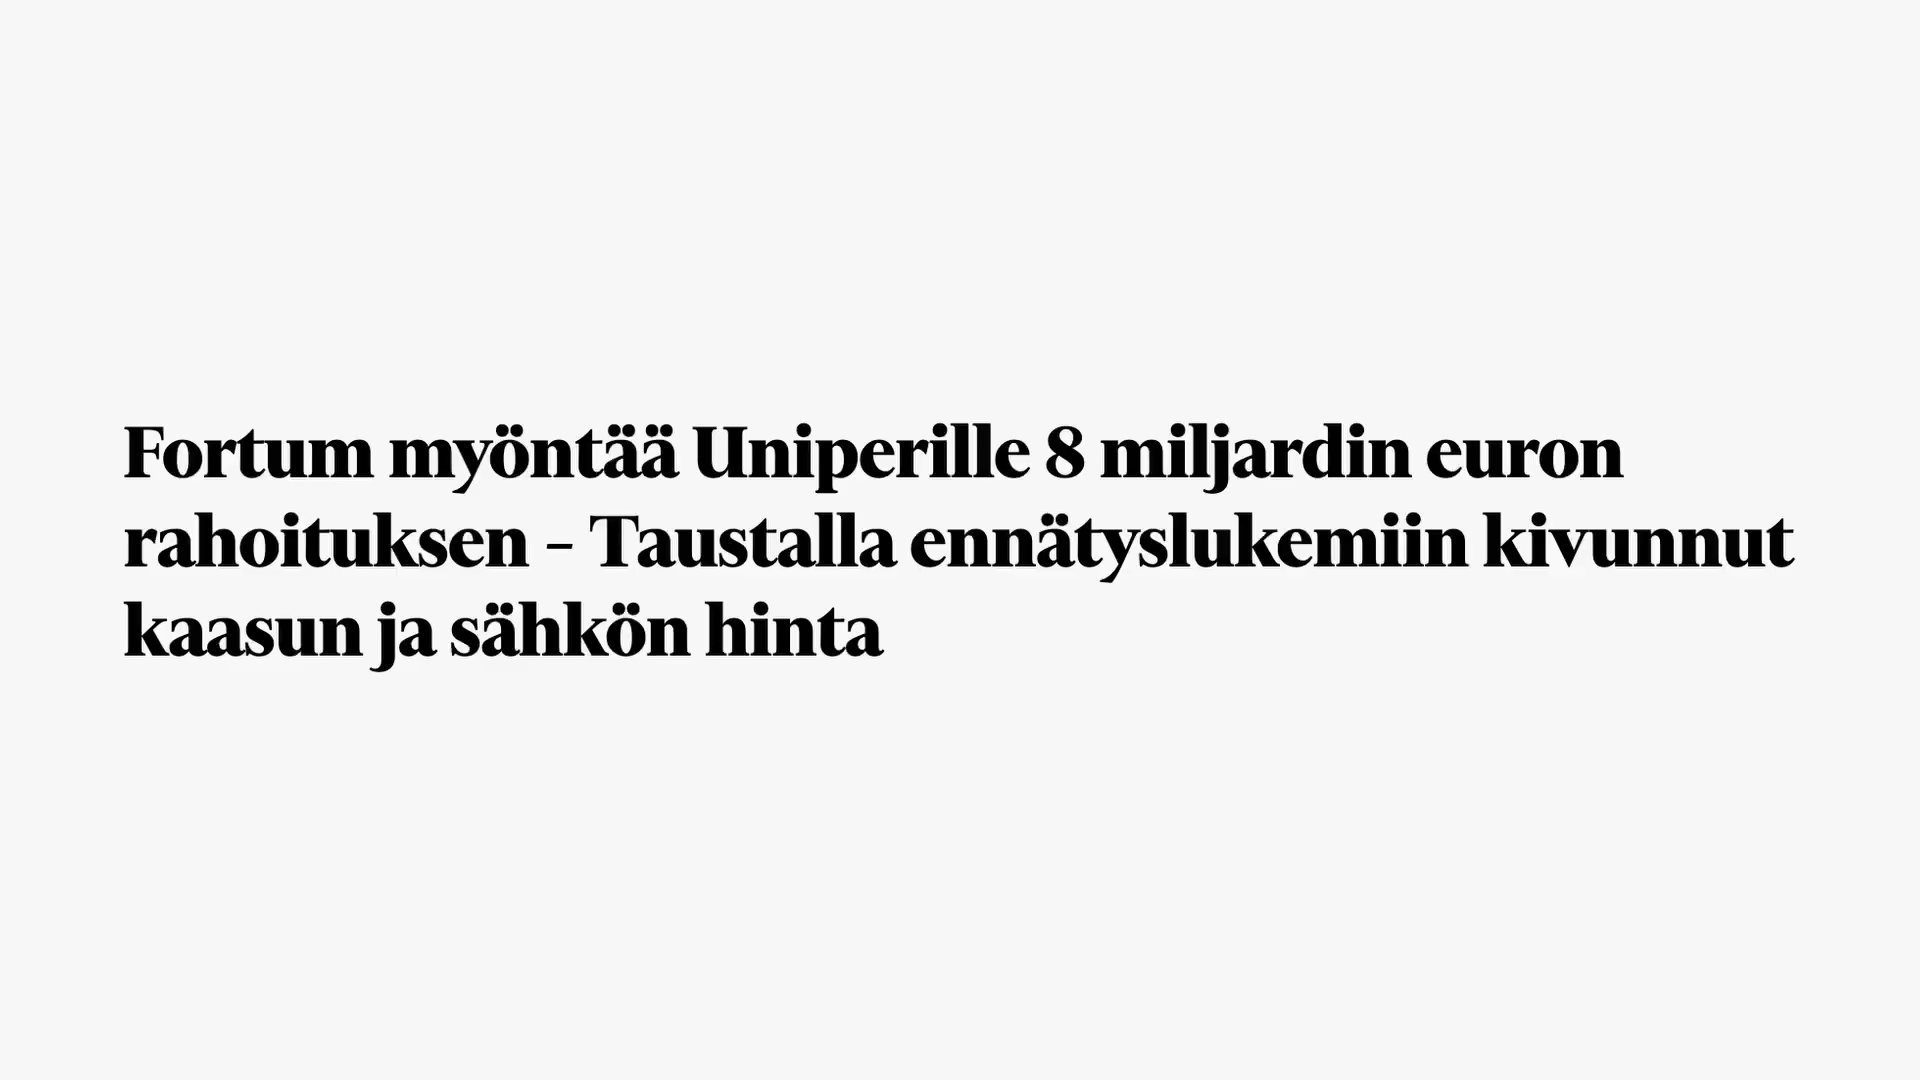 Fortum myöntää Uniperille 8 miljardin euron
rahoituksen – Taustalla ennätyslukemiin kivunnut
kaasun ja sähkön hinta